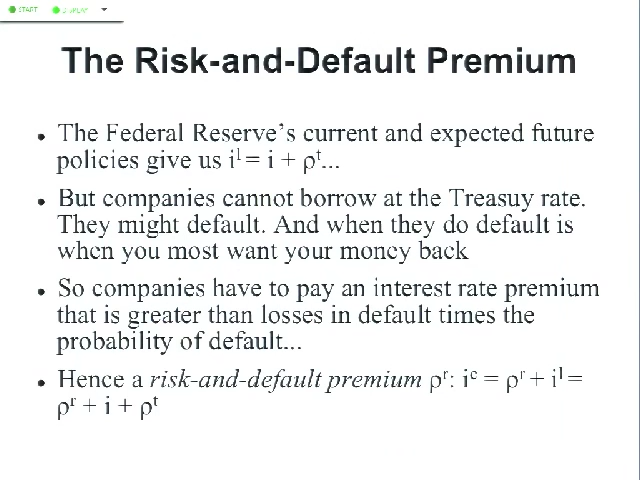 START DISPLAY
The Risk-and-Default Premium
• The Federal Reserve's current and expected future
policies give us iˡ = i + ρᵗ...
• But companies cannot borrow at the Treasuy rate.
They might default. And when they do default is
when you most want your money back
• So companies have to pay an interest rate premium
that is greater than losses in default times the
probability of default...
• Hence a risk-and-default premium ρʳ: iᶜ = ρʳ + iˡ =
ρʳ + i + ρᵗ